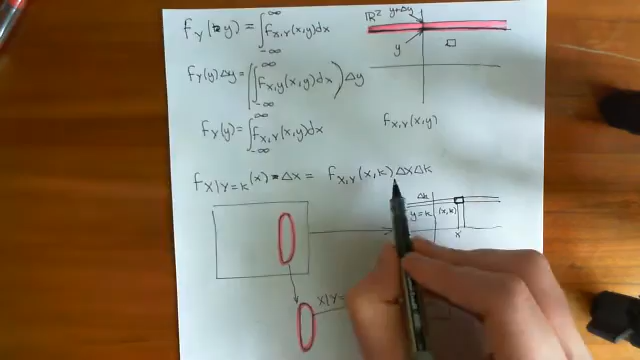 f_Y(y) = ∫_{-∞}^{∞} f_{X,Y}(x,y)dx
ℝ² y+Δy
y
f_Y(y)Δy = (∫_{-∞}^{∞} f_{X,y}(x,y)dx)Δy
f_Y(y) = ∫_{-∞}^{∞} f_{X,Y}(x,y)dx
f_{X,Y}(x,y)
f_{X|Y=k}(x)·Δx = f_{X,Y}(x,k)ΔxΔk
Δk
y=k (x,k)
x
X|Y=